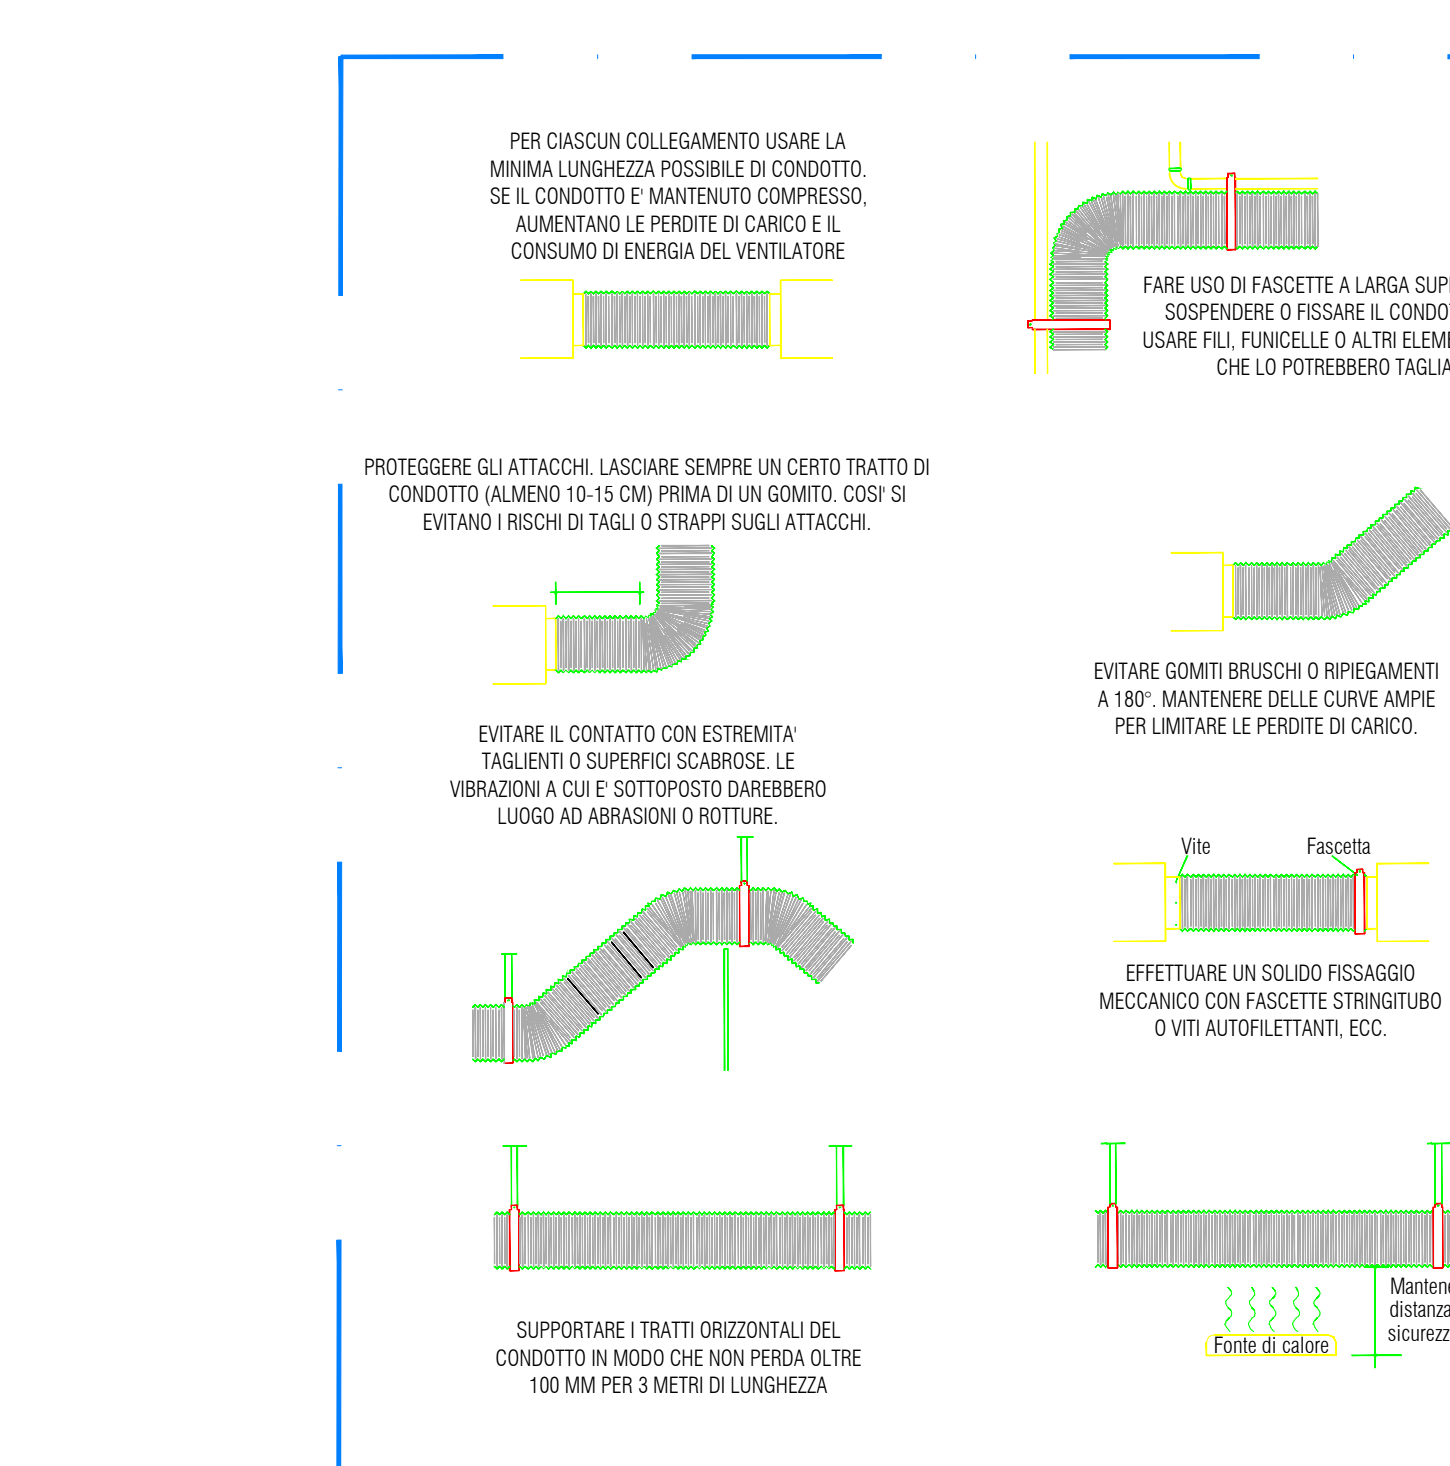 PER CIASCUN COLLEGAMENTO USARE LA
MINIMA LUNGHEZZA POSSIBILE DI CONDOTTO.
SE IL CONDOTTO E' MANTENUTO COMPRESSO,
AUMENTANO LE PERDITE DI CARICO E IL
CONSUMO DI ENERGIA DEL VENTILATORE
FARE USO DI FASCETTE A LARGA
SOSPENDERE O FISSARE IL
USARE FILI, FUNICELLE O ALTRI
CHE LO POTREBBERO
PROTEGGERE GLI ATTACCHI. LASCIARE SEMPRE UN CERTO TRATTO DI
CONDOTTO (ALMENO 10-15 CM) PRIMA DI UN GOMITO. COSI' SI
EVITANO I RISCHI DI TAGLI O STRAPPI SUGLI ATTACCHI.
EVITARE GOMITI BRUSCHI O RIPIEGAMENTI
A 180°. MANTENERE DELLE CURVE AMPIE
PER LIMITARE LE PERDITE DI CARICO.
EVITARE IL CONTATTO CON ESTREMITA'
TAGLIENTI O SUPERFICI SCABROSE. LE
VIBRAZIONI A CUI E' SOTTOPOSTO DAREBBERO
LUOGO AD ABRASIONI O ROTTURE.
Vite
Fascetta
EFFETTUARE UN SOLIDO FISSAGGIO
MECCANICO CON FASCETTE STRINGITUBO
O VITI AUTOFILETTANTI, ECC.
SUPPORTARE I TRATTI ORIZZONTALI DEL
CONDOTTO IN MODO CHE NON PERDA OLTRE
100 MM PER 3 METRI DI LUNGHEZZA
Fonte di calore
distanza